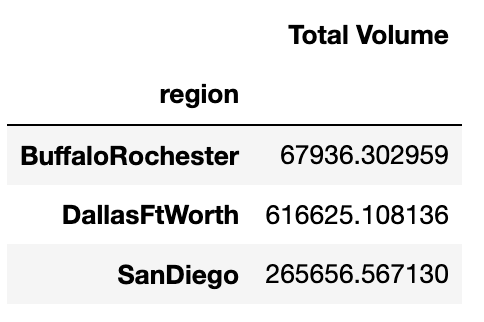 Total Volume
region
BuffaloRochester 67936.302959
DallasFtWorth 616625.108136
SanDiego 265656.567130